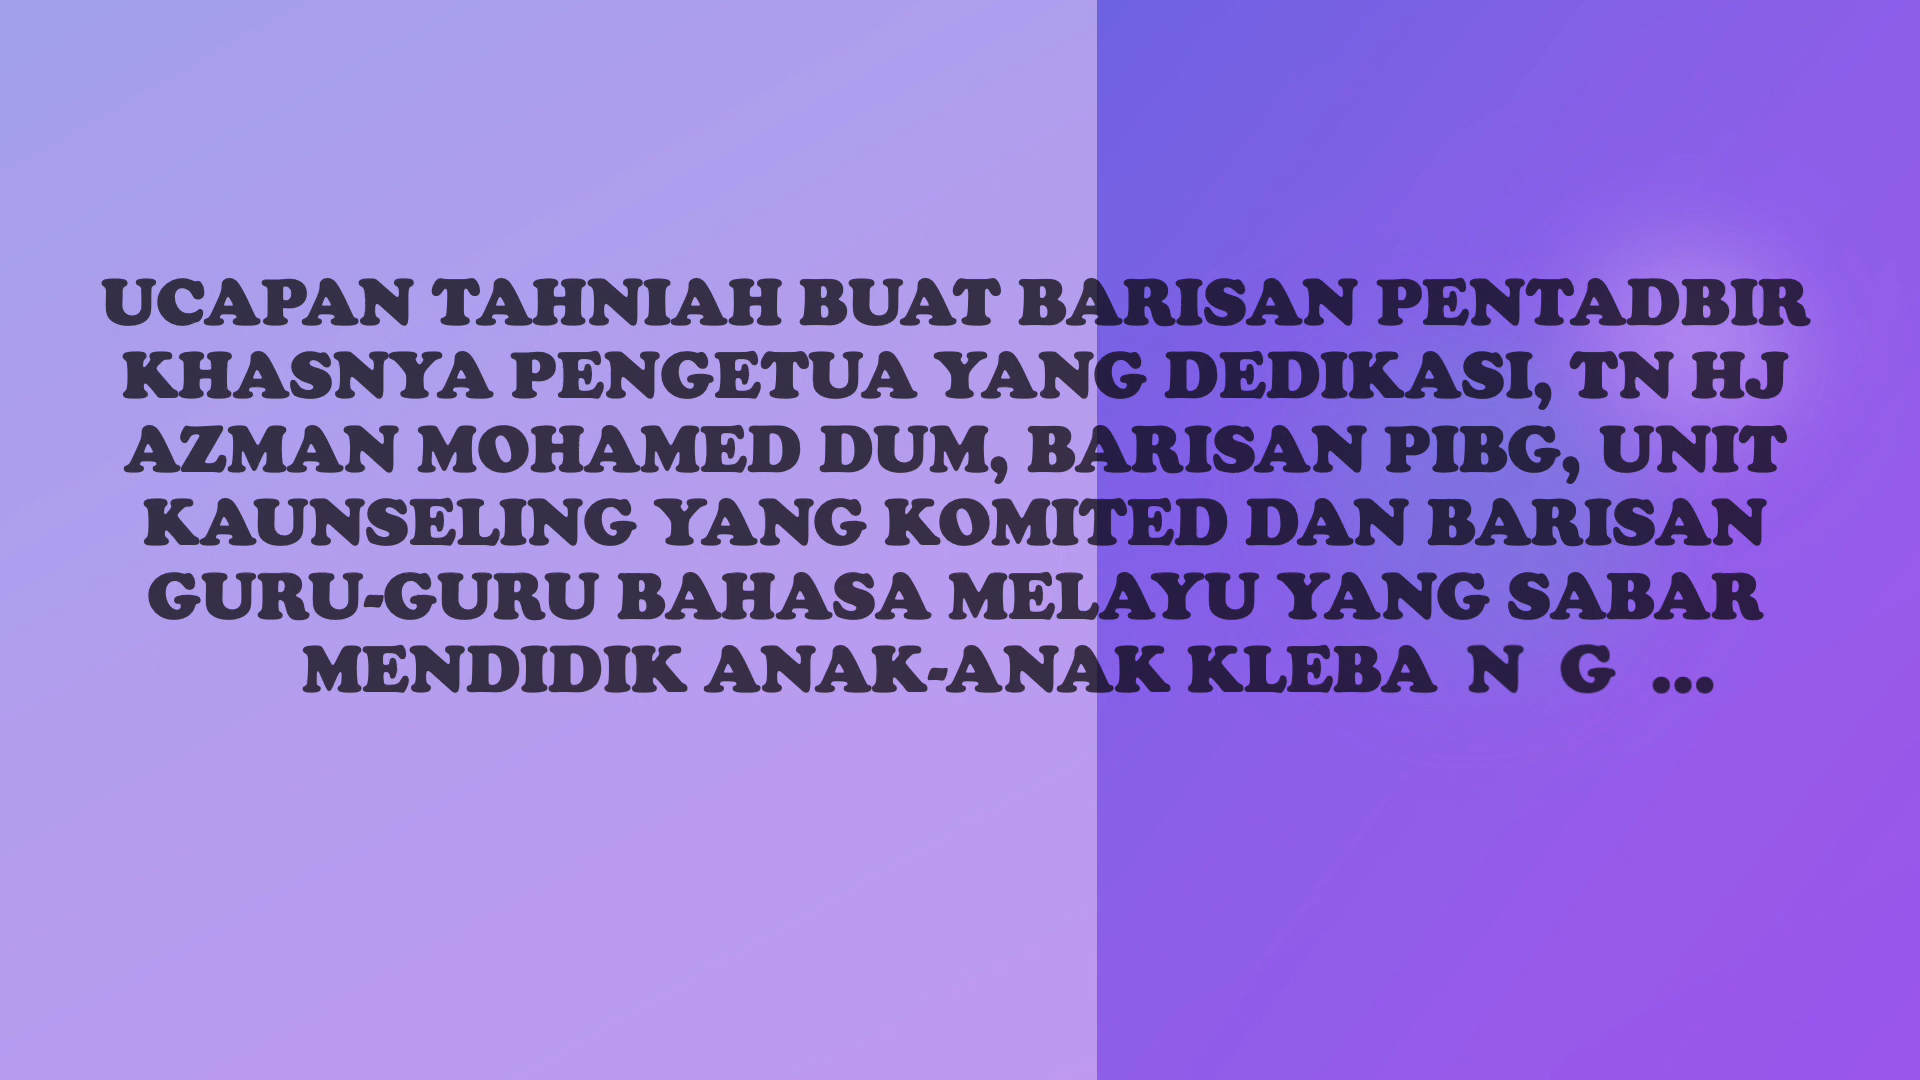 UCAPAN TAHNIAH BUAT BARISAN PENTADBIR
KHASNYA PENGETUA YANG DEDIKASI, TN HJ
AZMAN MOHAMED DUM, BARISAN PIBG, UNIT
KAUNSELING YANG KOMITED DAN BARISAN
GURU-GURU BAHASA MELAYU YANG SABAR
MENDIDIK ANAK-ANAK KLEBANG ...